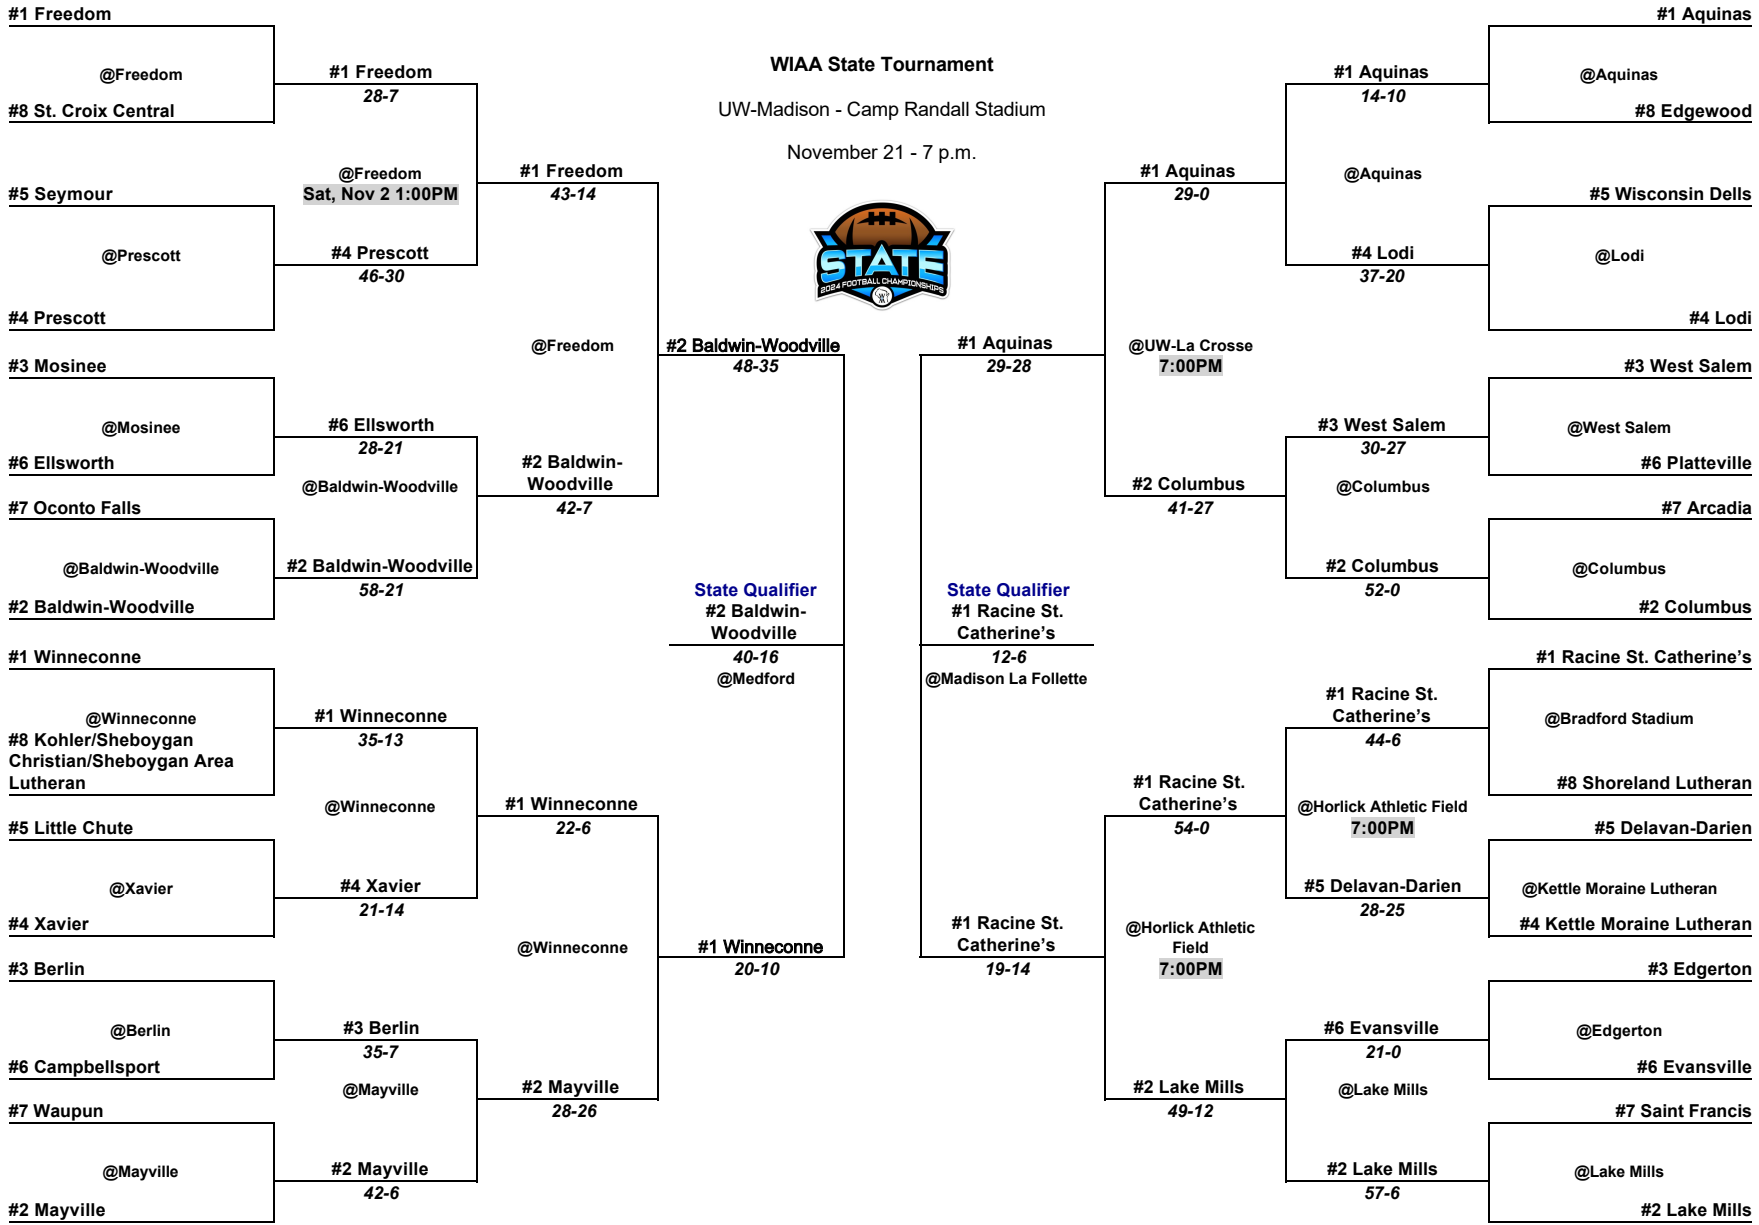 #1 Freedom
@Freedom
#8 St. Croix Central
#5 Seymour
@Prescott
#4 Prescott
#3 Mosinee
@Mosinee
#6 Ellsworth
#7 Oconto Falls
@Baldwin-Woodville
#2 Baldwin-Woodville
#1 Winneconne
@Winneconne
#8 Kohler/Sheboygan
Christian/Sheboygan Area
Lutheran
#5 Little Chute
@Xavier
#4 Xavier
#3 Berlin
@Berlin
#6 Campbellsport
#7 Waupun
@Mayville
#2 Mayville
#1 Freedom
28-7
@Freedom
Sat, Nov 2 1:00PM
#4 Prescott
46-30
#6 Ellsworth
28-21
@Baldwin-Woodville
#2 Baldwin-Woodville
58-21
#1 Winneconne
35-13
@Winneconne
#4 Xavier
21-14
#3 Berlin
35-7
@Mayville
#2 Mayville
42-6
#1 Freedom
43-14
@Freedom
#2 Baldwin-
Woodville
42-7
#1 Winneconne
22-6
@Winneconne
#2 Mayville
28-26
#2 Baldwin-Woodville
48-35
State Qualifier
#2 Baldwin-
Woodville
40-16
@Medford
#1 Winneconne
20-10
WIAA State Tournament
UW-Madison - Camp Randall Stadium
November 21 - 7 p.m.
STATE
2024 FOOTBALL CHAMPIONSHIPS
#1 Aquinas
29-28
State Qualifier
#1 Racine St.
Catherine’s
12-6
@Madison La Follette
#1 Racine St.
Catherine’s
19-14
#1 Aquinas
29-0
@UW-La Crosse
7:00PM
#2 Columbus
41-27
#1 Racine St.
Catherine’s
54-0
@Horlick Athletic
Field
7:00PM
#2 Lake Mills
49-12
#1 Aquinas
14-10
@Aquinas
#4 Lodi
37-20
#3 West Salem
30-27
@Columbus
#2 Columbus
52-0
#1 Racine St.
Catherine’s
44-6
@Horlick Athletic Field
7:00PM
#5 Delavan-Darien
28-25
#6 Evansville
21-0
@Lake Mills
#2 Lake Mills
57-6
#1 Aquinas
@Aquinas
#8 Edgewood
#5 Wisconsin Dells
@Lodi
#4 Lodi
#3 West Salem
@West Salem
#6 Platteville
#7 Arcadia
@Columbus
#2 Columbus
#1 Racine St. Catherine’s
@Bradford Stadium
#8 Shoreland Lutheran
#5 Delavan-Darien
@Kettle Moraine Lutheran
#4 Kettle Moraine Lutheran
#3 Edgerton
@Edgerton
#6 Evansville
#7 Saint Francis
@Lake Mills
#2 Lake Mills